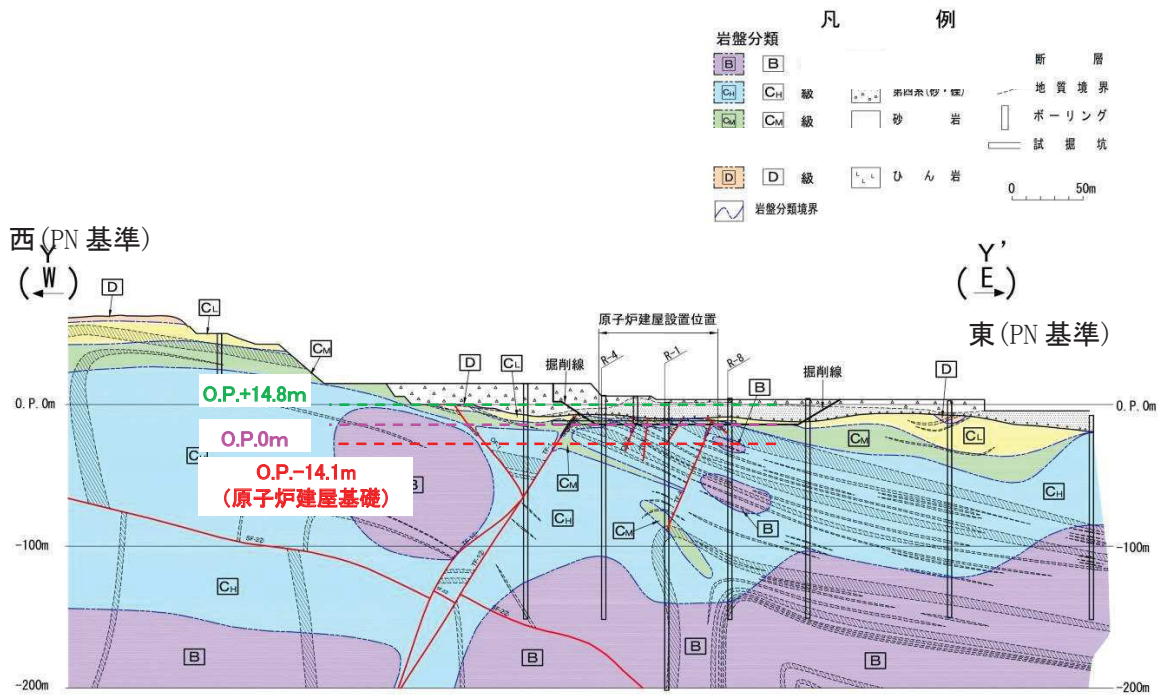 凡 例
岩盤分類
B B
CH CH 級
CM CM 級
D D 級
岩盤分類境界
第四系(砂・礫)
砂 岩
ひ ん 岩
断 層
地 質 境 界
ボ ー リ ン グ
試 掘 坑
0 50m
西(PN 基準)
Y
(W)
Y'
(E)
東(PN 基準)
D
CL
CM
原子炉建屋設置位置
R-4
R-1
R-8
D
CL
掘削線
B
掘削線
D
O.P.0m
O.P. 0m
O.P.+14.8m
O.P.0m
O.P.-14.1m
(原子炉建屋基礎)
B
B
CM
CL
CM
CH
CH
CM
B
-100m
-100m
CH
B
B
B
B
-200m
-200m